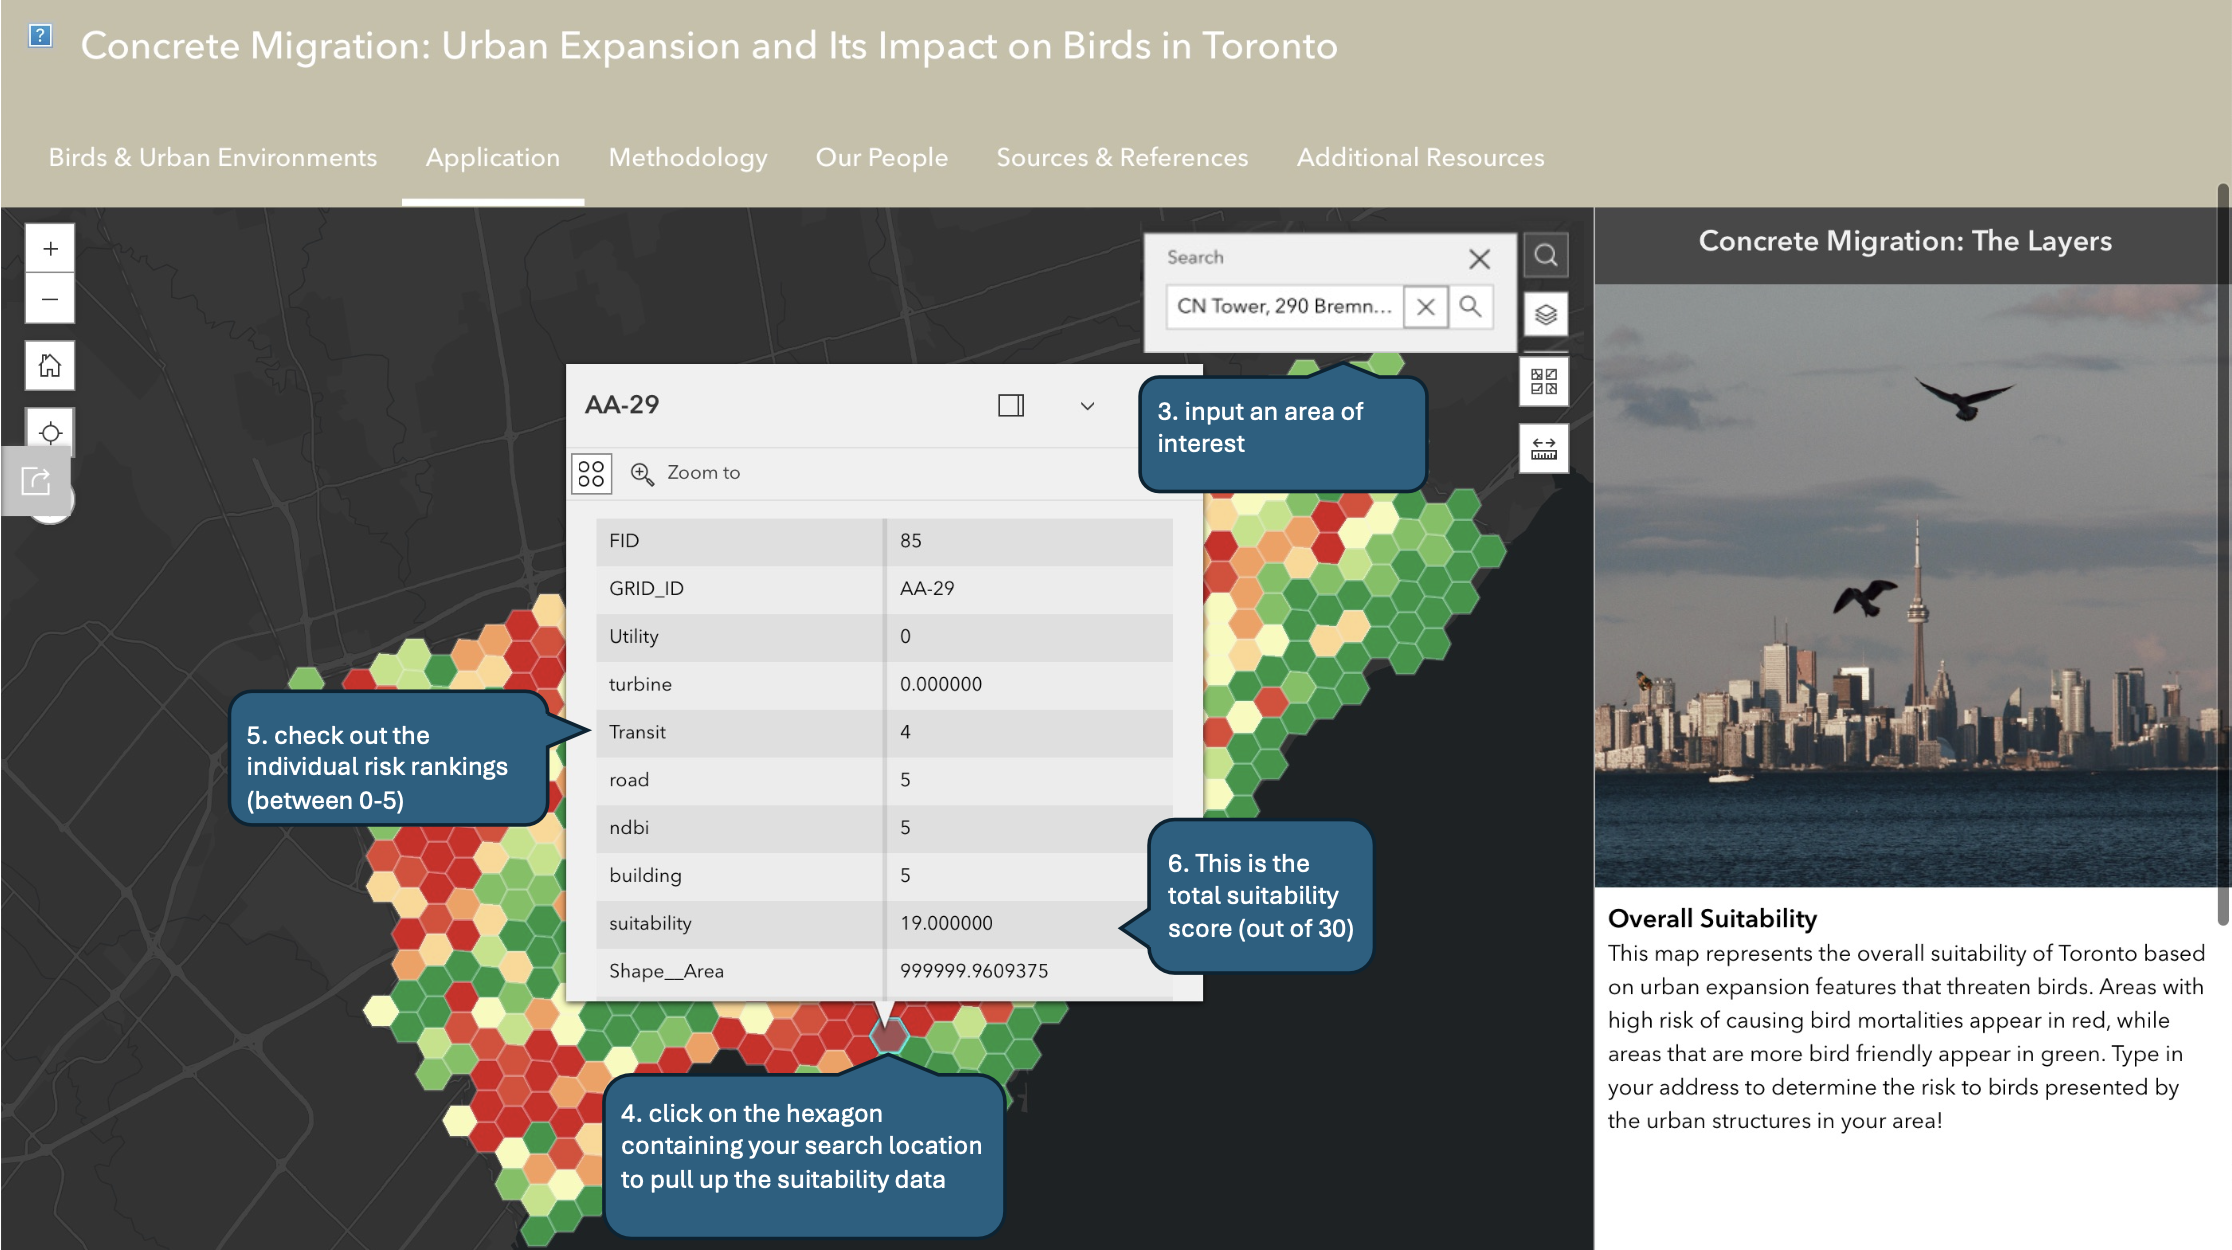 ?
Concrete Migration: Urban Expansion and Its Impact on Birds in Toronto
Birds & Urban Environments
Application
Methodology
Our People
Sources & References
Additional Resources
+
−
Search
CN Tower, 290 Bremn...
Concrete Migration: The Layers
3. input an area of
interest
AA-29
Zoom to
FID 85
GRID_ID AA-29
Utility 0
turbine 0.000000
Transit 4
road 5
ndbi 5
building 5
suitability 19.000000
Shape__Area 999999.9609375
5. check out the
individual risk rankings
(between 0-5)
6. This is the
total suitability
score (out of 30)
4. click on the hexagon
containing your search location
to pull up the suitability data
Overall Suitability
This map represents the overall suitability of Toronto based
on urban expansion features that threaten birds. Areas with
high risk of causing bird mortalities appear in red, while
areas that are more bird friendly appear in green. Type in
your address to determine the risk to birds presented by
the urban structures in your area!